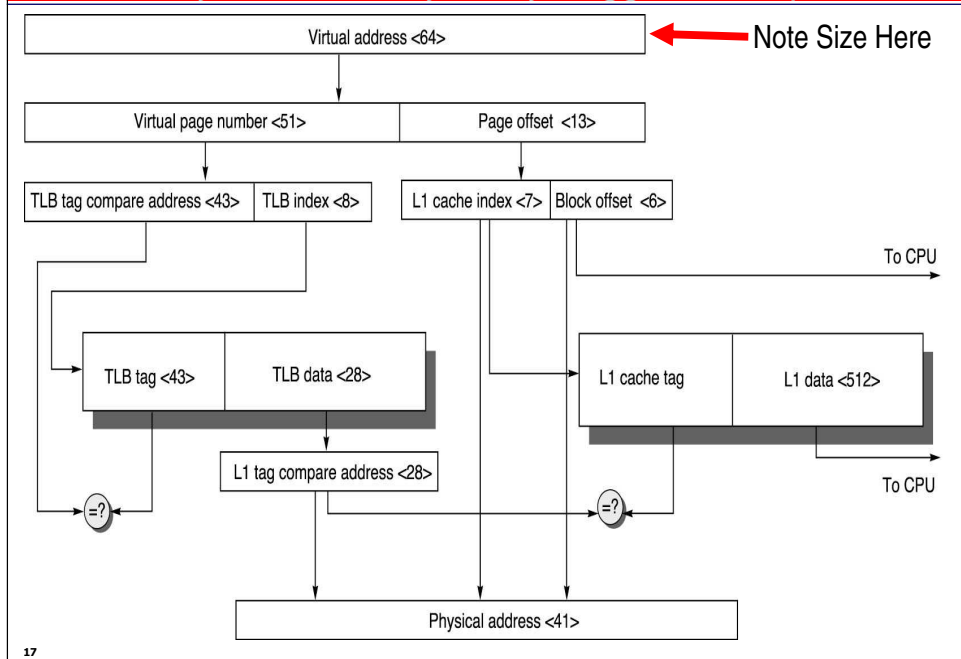 Virtual address <64>
Note Size Here
Virtual page number <51>
Page offset <13>
TLB tag compare address <43>
TLB index <8>
L1 cache index <7>
Block offset <6>
To CPU
TLB tag <43>
TLB data <28>
L1 cache tag
L1 data <512>
L1 tag compare address <28>
To CPU
=?
=?
Physical address <41>
17